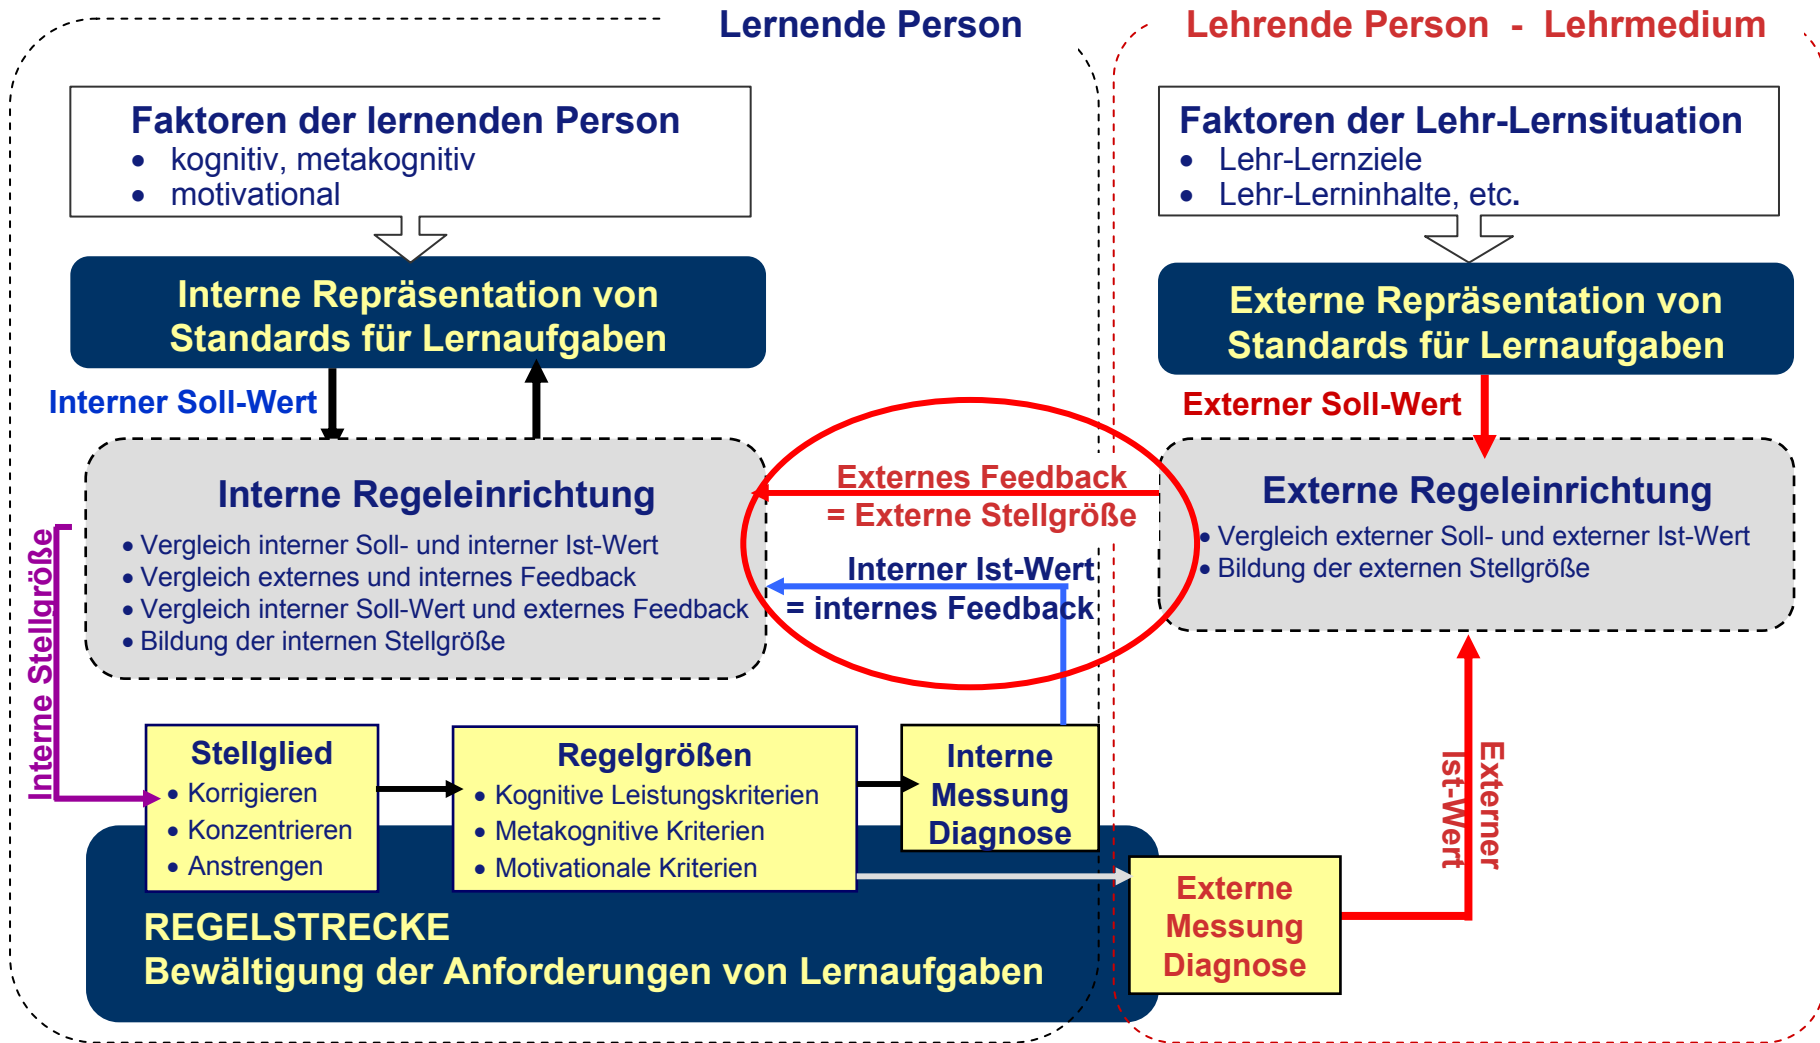 Lernende Person
Lehrende Person - Lehrmedium
Faktoren der lernenden Person
• kognitiv, metakognitiv
• motivational
Faktoren der Lehr-Lernsituation
• Lehr-Lernziele
• Lehr-Lerninhalte, etc.
Interne Repräsentation von
Standards für Lernaufgaben
Externe Repräsentation von
Standards für Lernaufgaben
Interner Soll-Wert
Externer Soll-Wert
Interne Regeleinrichtung
• Vergleich interner Soll- und interner Ist-Wert
• Vergleich externes und internes Feedback
• Vergleich interner Soll-Wert und externes Feedback
• Bildung der internen Stellgröße
Externes Feedback
= Externe Stellgröße
Interner Ist-Wert
= internes Feedback
Externe Regeleinrichtung
• Vergleich externer Soll- und externer Ist-Wert
• Bildung der externen Stellgröße
Interne Stellgröße
Stellglied
• Korrigieren
• Konzentrieren
• Anstrengen
Regelgrößen
• Kognitive Leistungskriterien
• Metakognitive Kriterien
• Motivationale Kriterien
Interne
Messung
Diagnose
Externer
Ist-Wert
Externe
Messung
Diagnose
REGELSTRECKE
Bewältigung der Anforderungen von Lernaufgaben